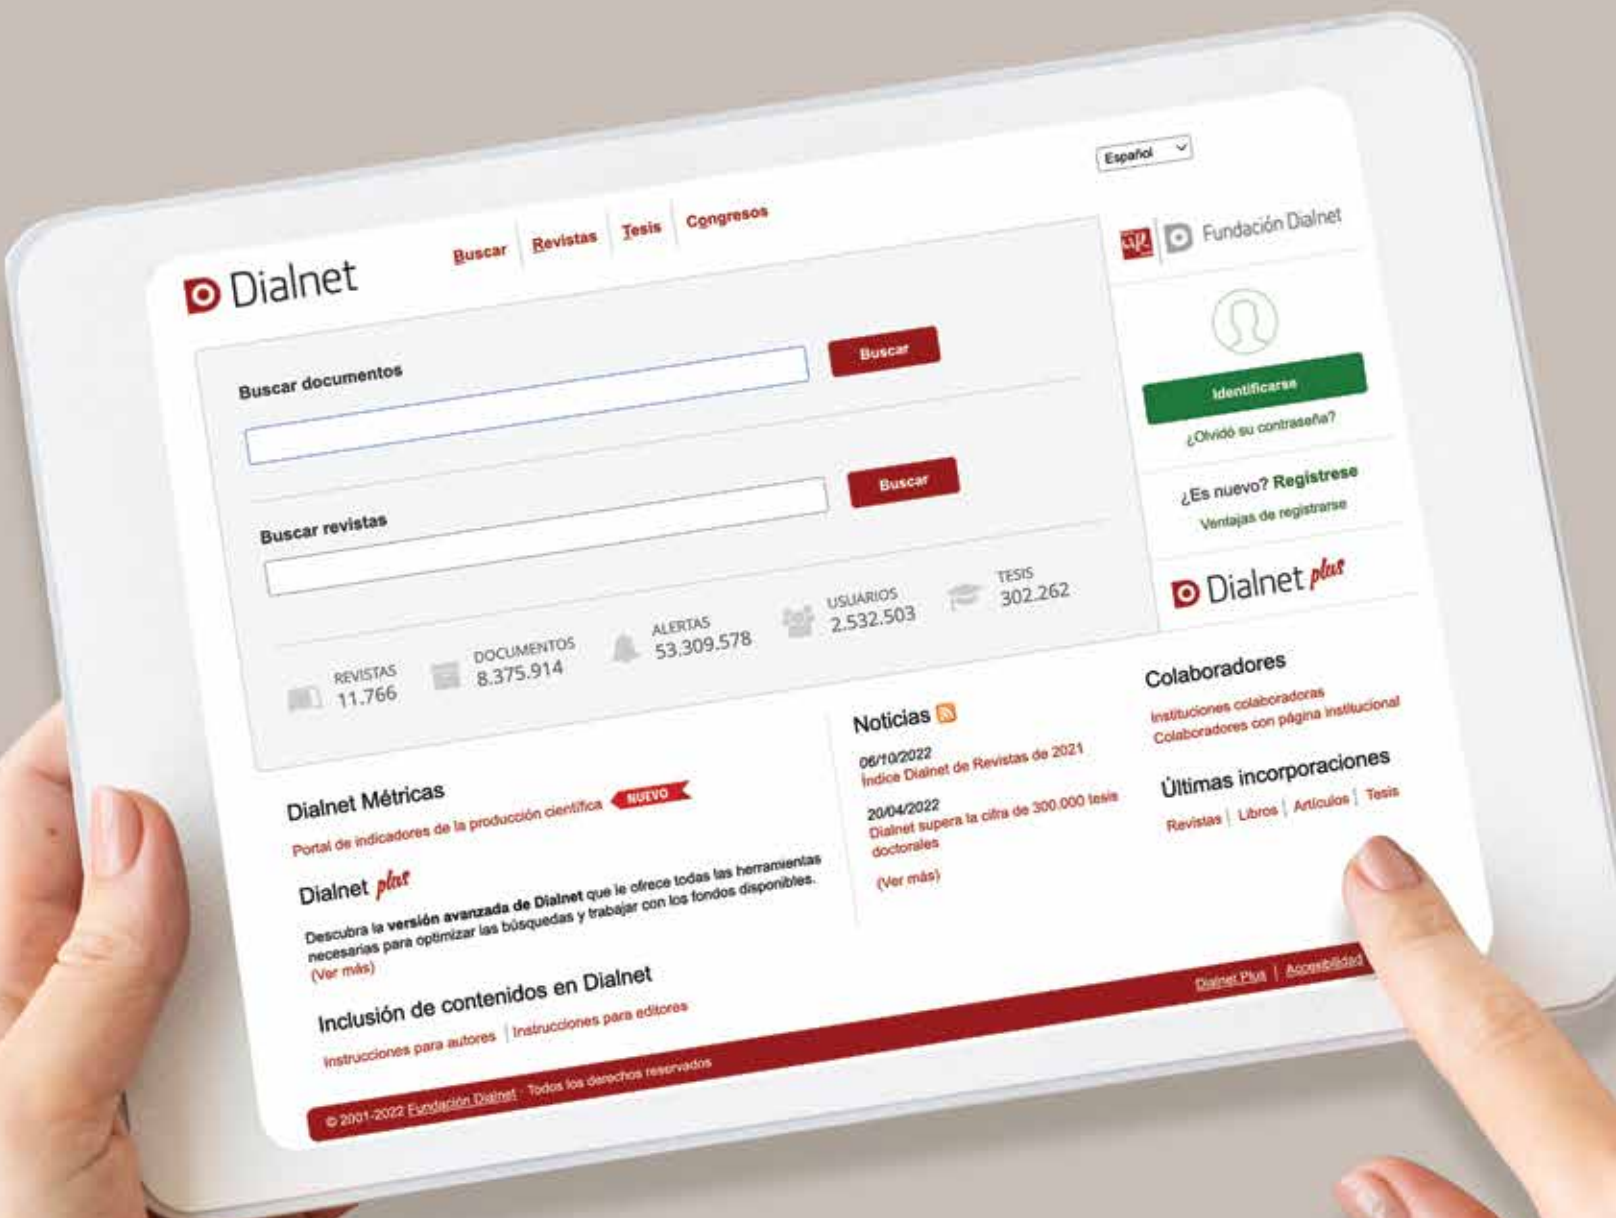 Español
Dialnet
Buscar
Revistas
Tesis
Congresos
Fundación Dialnet
Buscar documentos
Buscar
Buscar revistas
Buscar
REVISTAS
11.766
DOCUMENTOS
8.375.914
ALERTAS
53.309.578
USUARIOS
2.532.503
TESIS
302.262
Identificarse
¿Olvidó su contraseña?
¿Es nuevo? Regístrese
Ventajas de registrarse
Dialnet plus
Dialnet Métricas
Portal de indicadores de la producción científica NUEVO
Dialnet plus
Descubra la versión avanzada de Dialnet que le ofrece todas las herramientas
necesarias para optimizar las búsquedas y trabajar con los fondos disponibles.
(Ver más)
Inclusión de contenidos en Dialnet
Instrucciones para autores | Instrucciones para editores
Noticias
06/10/2022
Índice Dialnet de Revistas de 2021
20/04/2022
Dialnet supera la cifra de 300.000 tesis
doctorales
(Ver más)
Colaboradores
Instituciones colaboradoras
Colaboradores con página institucional
Últimas incorporaciones
Revistas | Libros | Artículos | Tesis
© 2001-2022 Fundación Dialnet · Todos los derechos reservados
Dialnet Plus | Accesibilidad